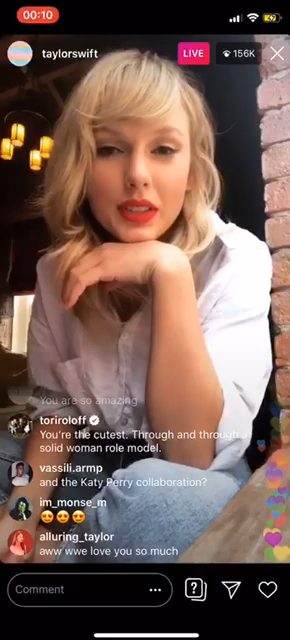 00:10
taylorswift
LIVE
156K
You are so amazing
toriroloff
You're the cutest. Through and through a
solid woman role model.
vassili.armp
and the Katy Perry collaboration?
im_monse_m
alluring_taylor
aww wwe love you so much
Comment
?